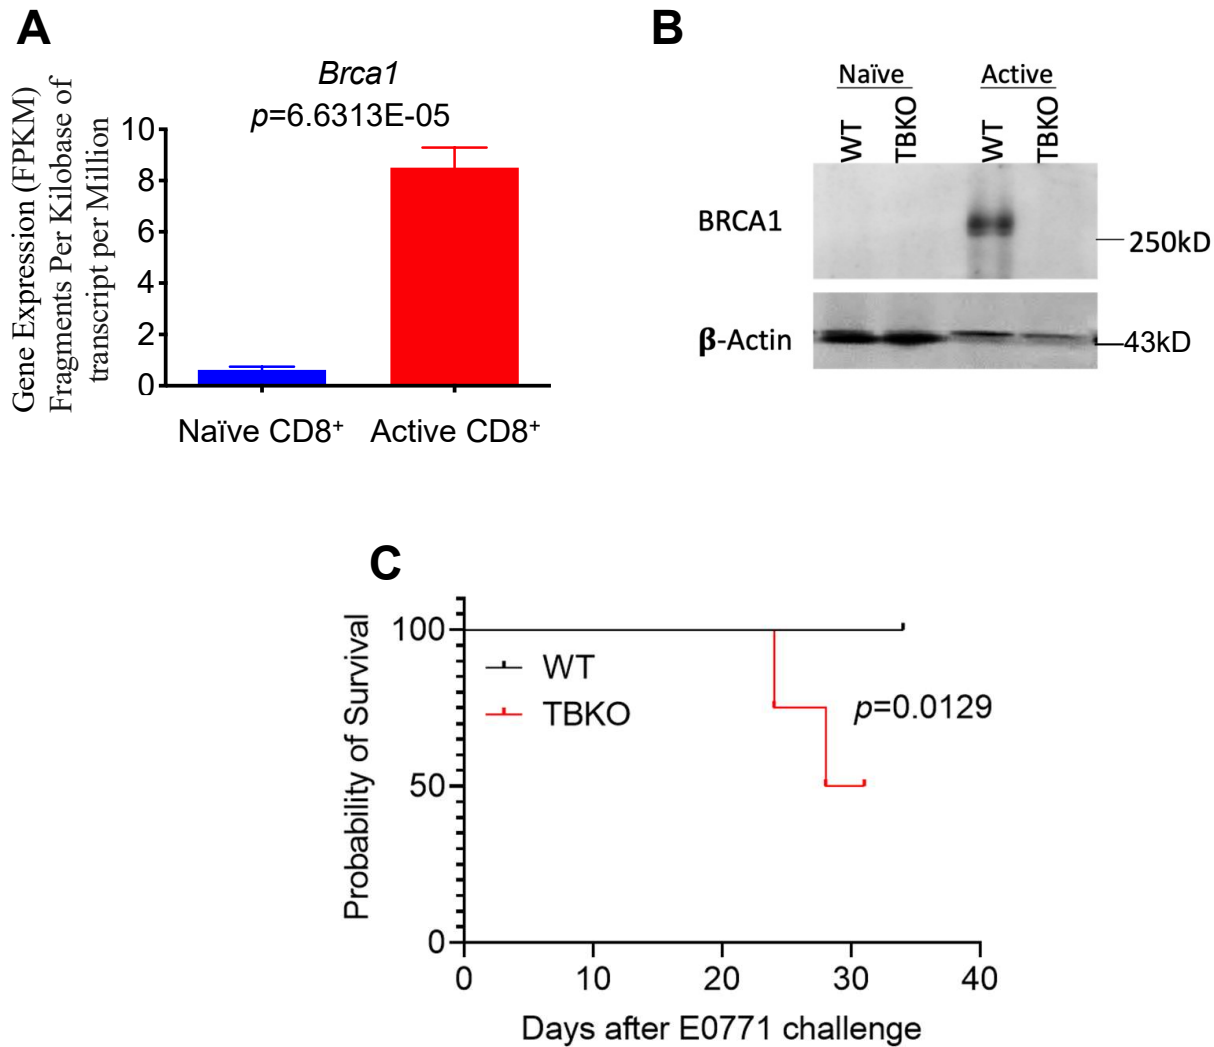 A
Brca1
p=6.6313E-05
Gene Expression (FPKM)
Fragments Per Kilobase of
transcript per Million
10
8
6
4
2
0
Naïve CD8⁺
Active CD8⁺
B
Naïve
Active
WT
TBKO
WT
TBKO
BRCA1
250kD
β-Actin
43kD
C
Probability of Survival
100
50
0
WT
TBKO
p=0.0129
0
10
20
30
40
Days after E0771 challenge